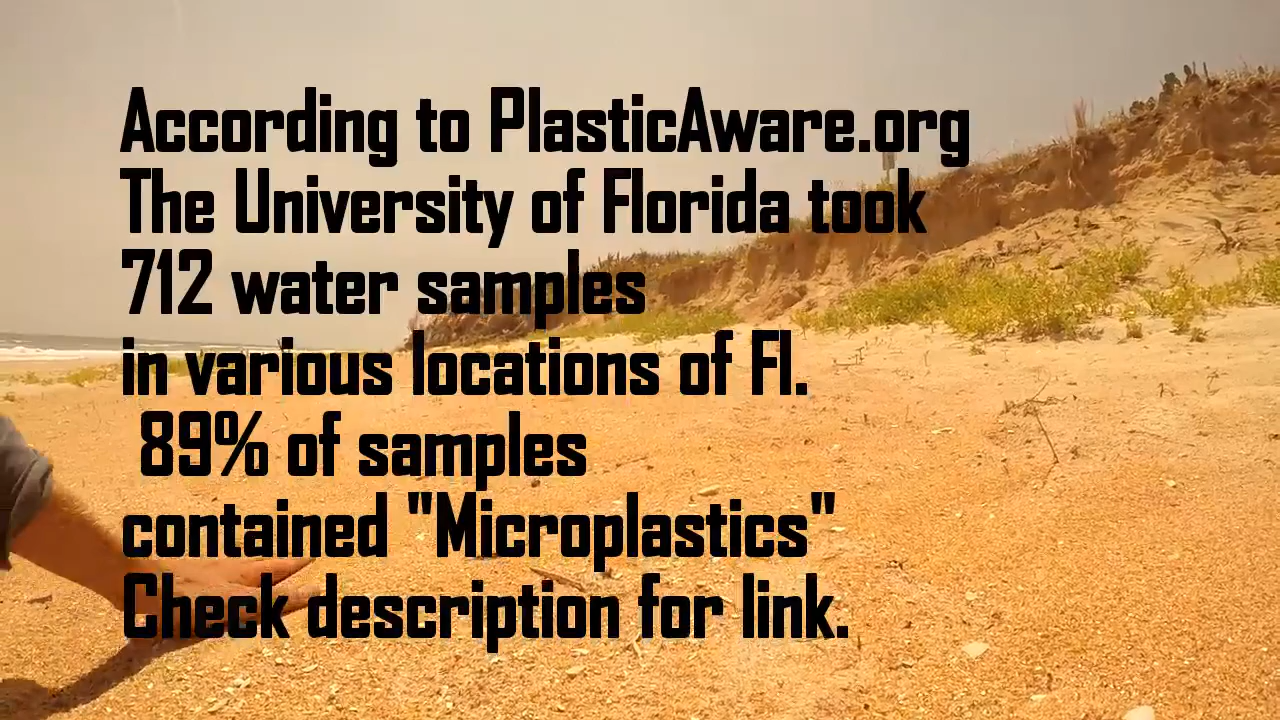 According to PlasticAware.org
The University of Florida took
712 water samples
in various locations of Fl.
89% of samples
contained "Microplastics"
Check description for link.